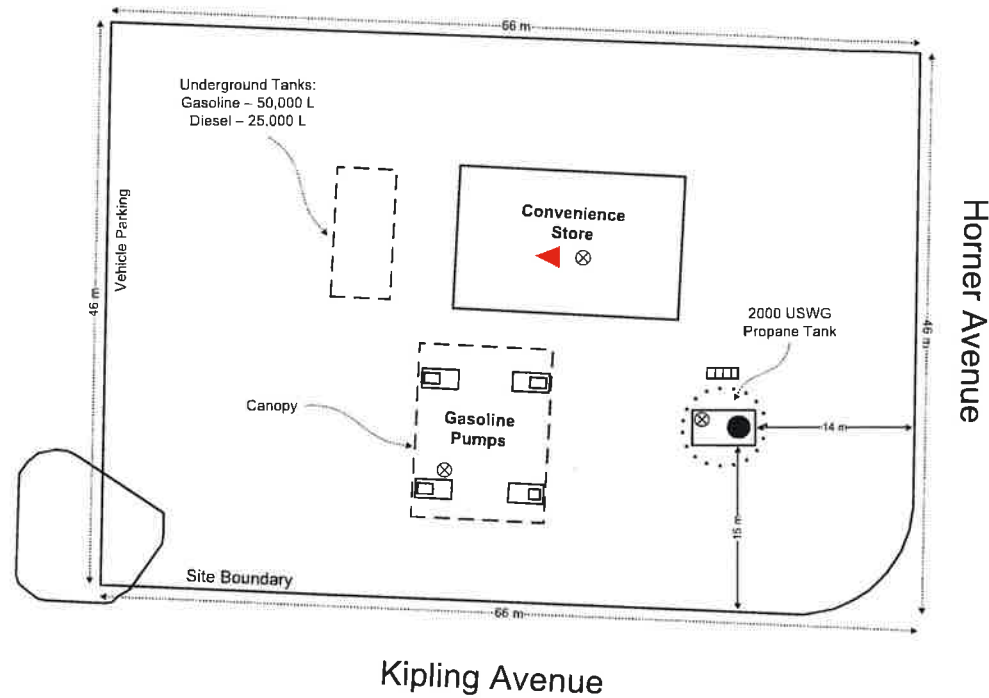 66 m
Underground Tanks:
Gasoline – 50,000 L
Diesel – 25,000 L
Vehicle Parking
46 m
Convenience
Store
Horner Avenue
46 m
2000 USWG
Propane Tank
Canopy
Gasoline
Pumps
14 m
15 m
Site Boundary
66 m
Kipling Avenue